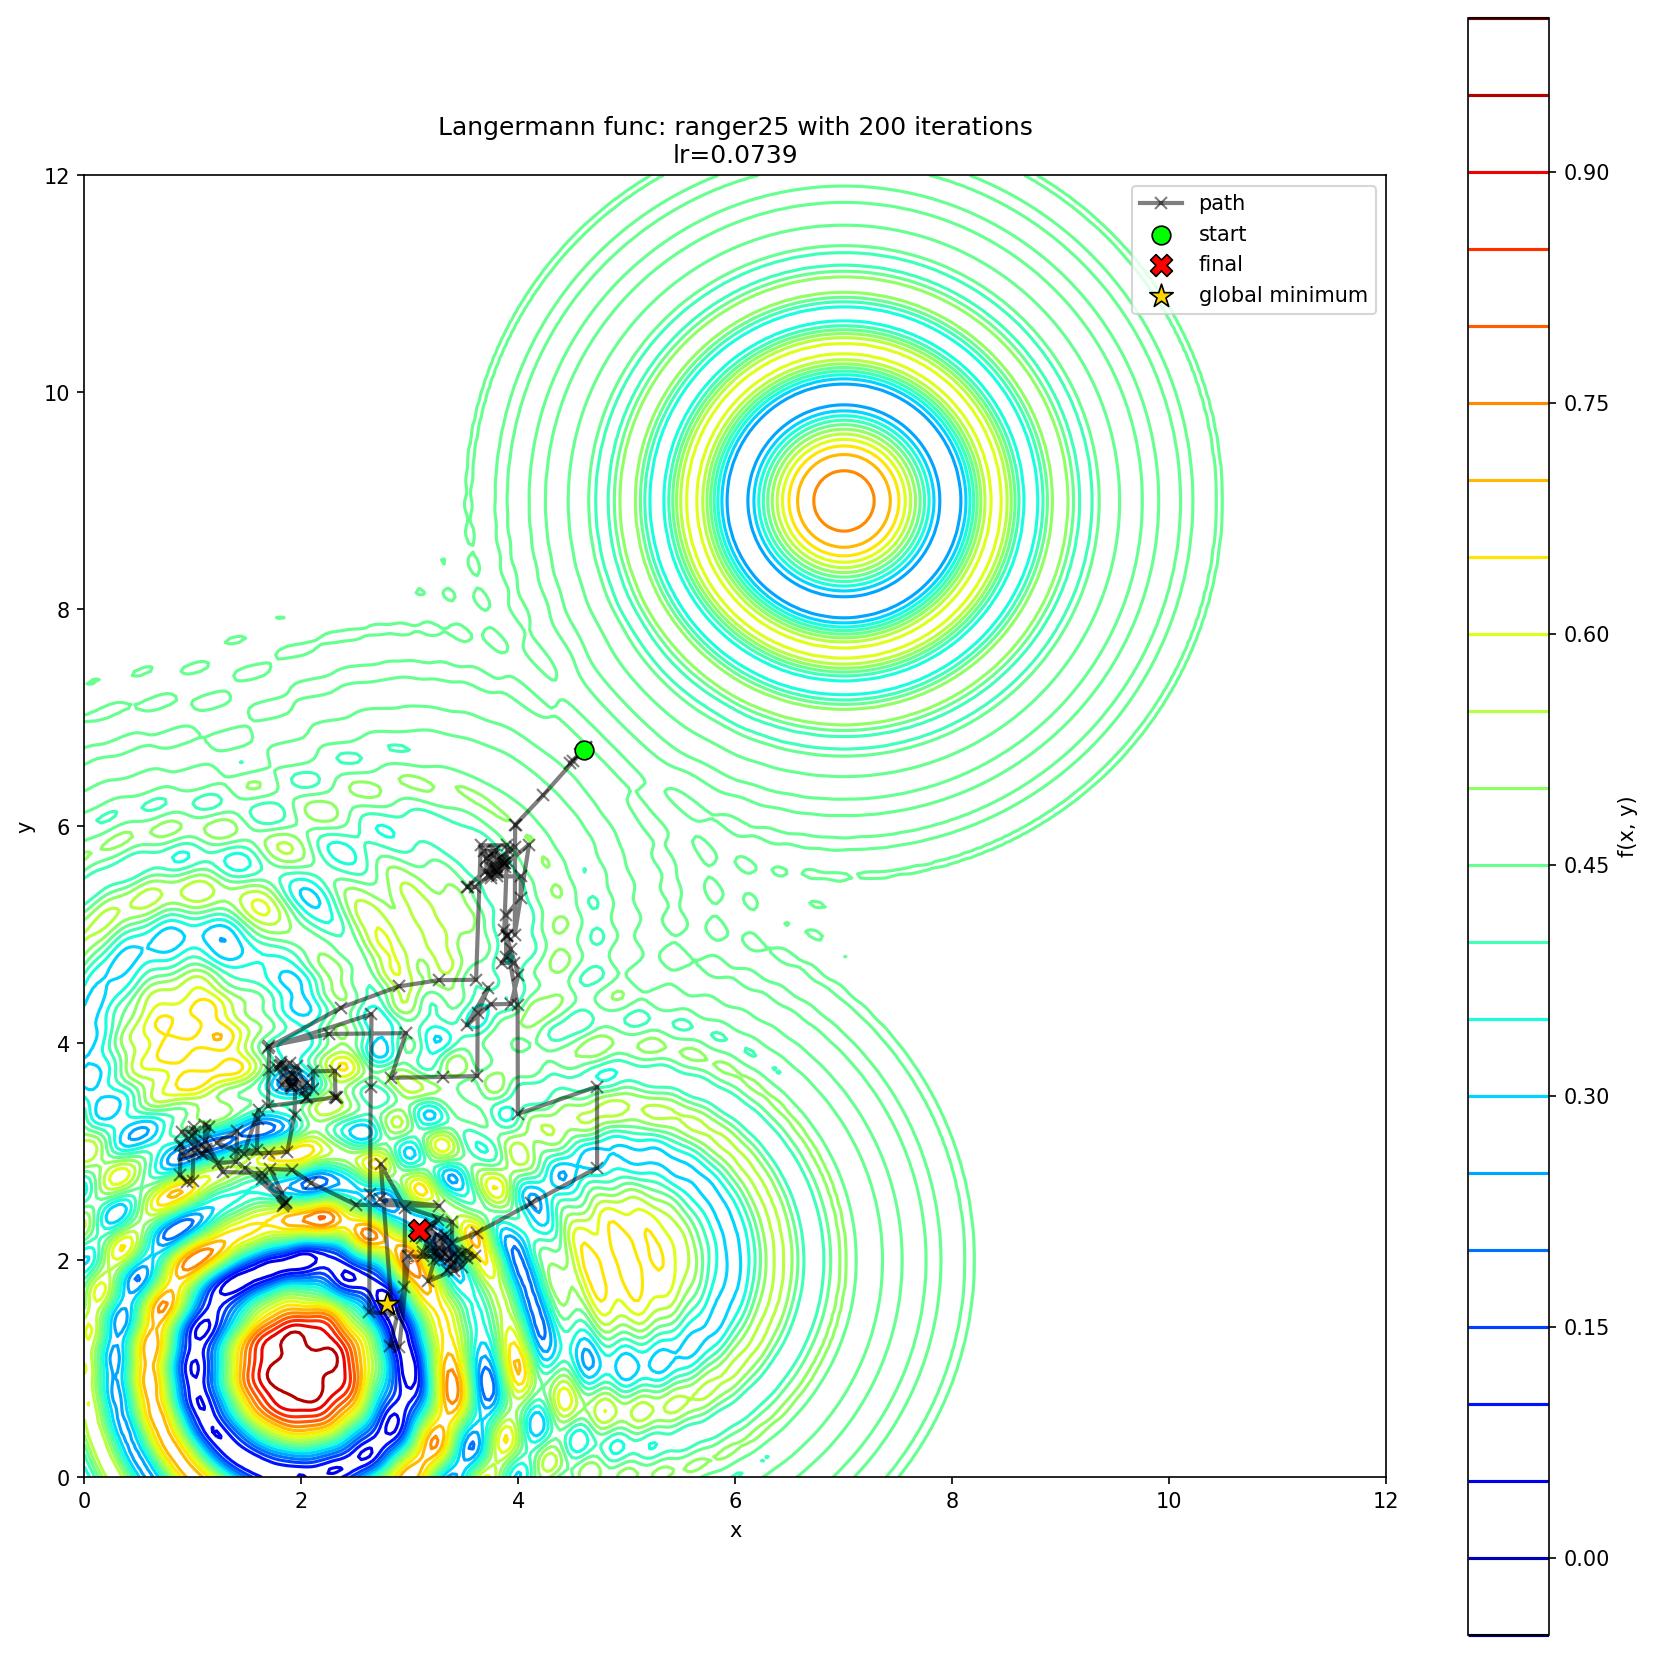 Langermann func: ranger25 with 200 iterations
lr=0.0739
path
start
final
global minimum
12
10
8
6
4
2
0
y
0
2
4
6
8
10
12
x
0.90
0.75
0.60
0.45
0.30
0.15
0.00
f(x, y)